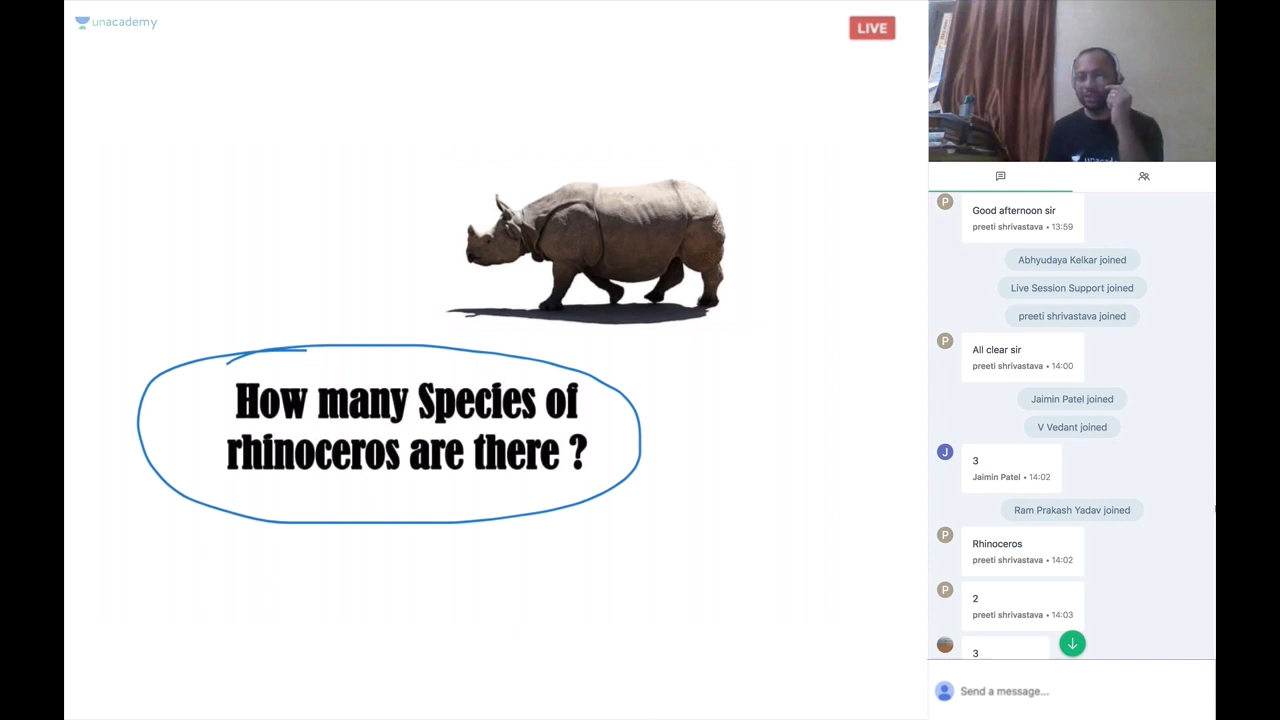 unacademy
LIVE
How many Species of
rhinoceros are there ?
P
Good afternoon sir
preeti shrivastava • 13:59
Abhyudaya Kelkar joined
Live Session Support joined
preeti shrivastava joined
P
All clear sir
preeti shrivastava • 14:00
Jaimin Patel joined
V Vedant joined
J
3
Jaimin Patel • 14:02
Ram Prakash Yadav joined
P
Rhinoceros
preeti shrivastava • 14:02
P
2
preeti shrivastava • 14:03
3
Send a message...